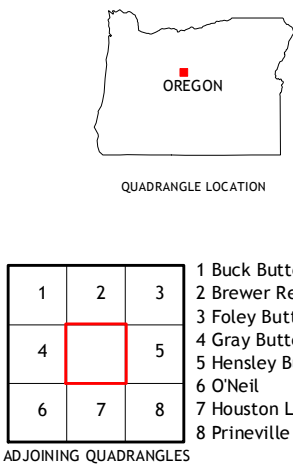 OREGON
QUADRANGLE LOCATION
1 2 3
4 5
6 7 8
1 Buck
2 Brewer
3 Foley
4 Gray
5 Hensley
6 O'Neil
7 Houston
8 Prineville
ADJOINING QUADRANGLES